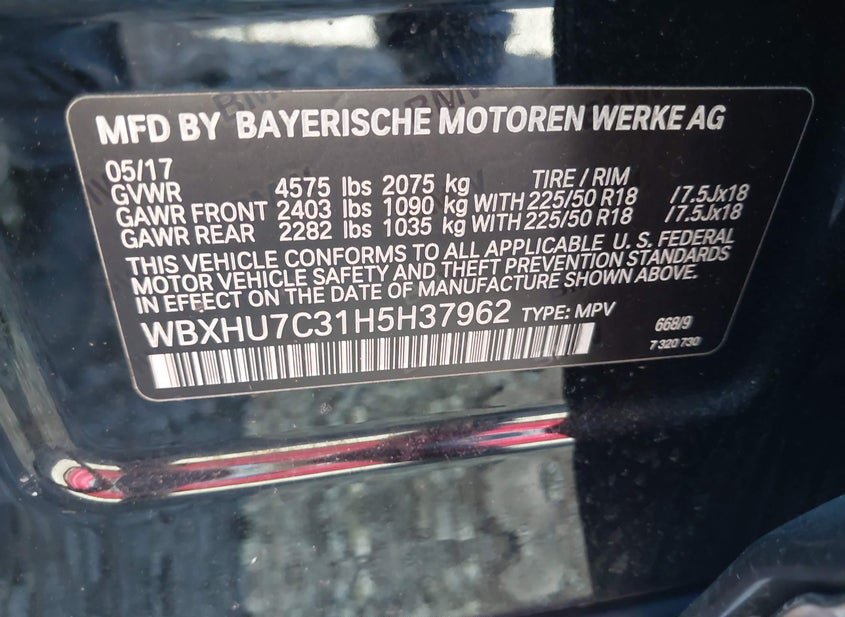 MFD BY BAYERISCHE MOTOREN WERKE AG
05/17 TIRE / RIM
GVWR 4575 lbs 2075 kg
GAWR FRONT 2403 lbs 1090 kg WITH 225/50 R18 /7.5Jx18
GAWR REAR 2282 lbs 1035 kg WITH 225/50 R18 /7.5Jx18
THIS VEHICLE CONFORMS TO ALL APPLICABLE U. S. FEDERAL
MOTOR VEHICLE SAFETY AND THEFT PREVENTION STANDARDS
IN EFFECT ON THE DATE OF MANUFACTURE SHOWN ABOVE.
WBXHU7C31H5H37962 TYPE: MPV
668/9
7 320 730